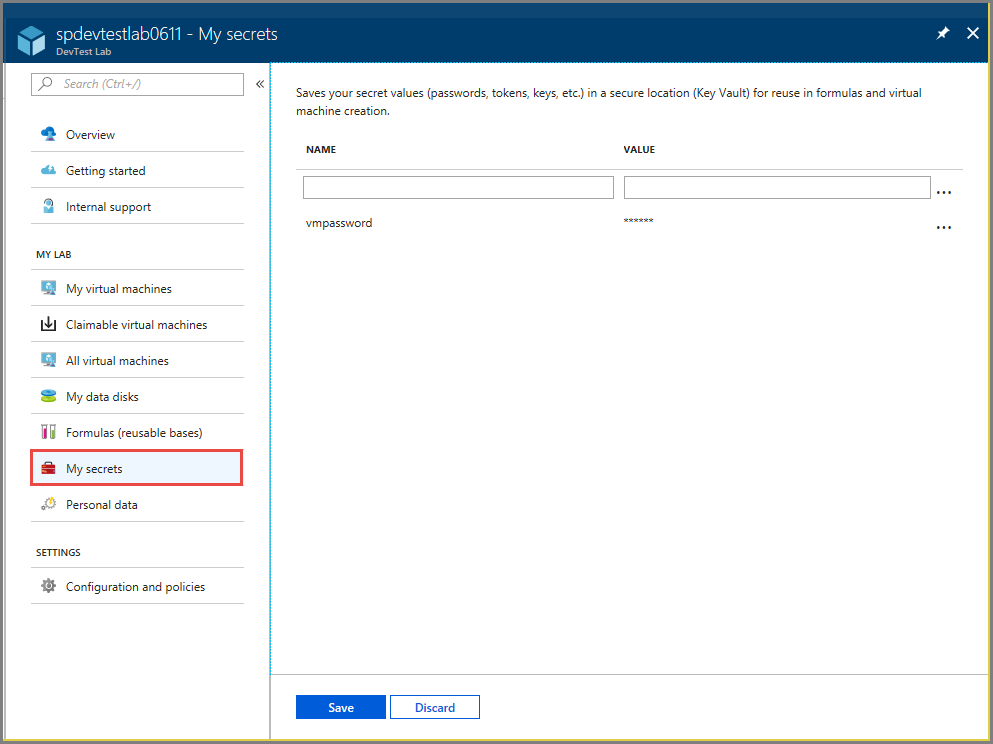 spdevtestlab0611 - My secrets
DevTest Lab
Search (Ctrl+/)
«
Overview
Getting started
Internal support
MY LAB
My virtual machines
Claimable virtual machines
All virtual machines
My data disks
Formulas (reusable bases)
My secrets
Personal data
SETTINGS
Configuration and policies
Saves your secret values (passwords, tokens, keys, etc.) in a secure location (Key Vault) for reuse in formulas and virtual
machine creation.
NAME VALUE
...
vmpassword ****** ...
Save Discard